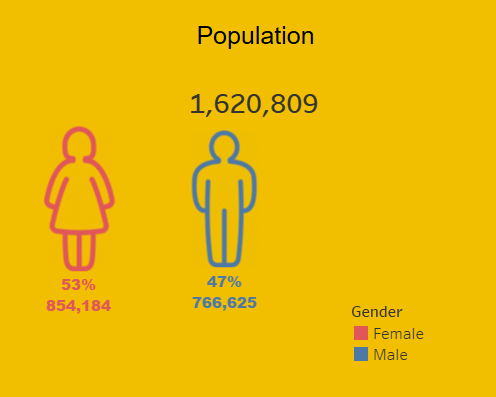 Population
1,620,809
53%
854,184
47%
766,625
Gender
Female
Male